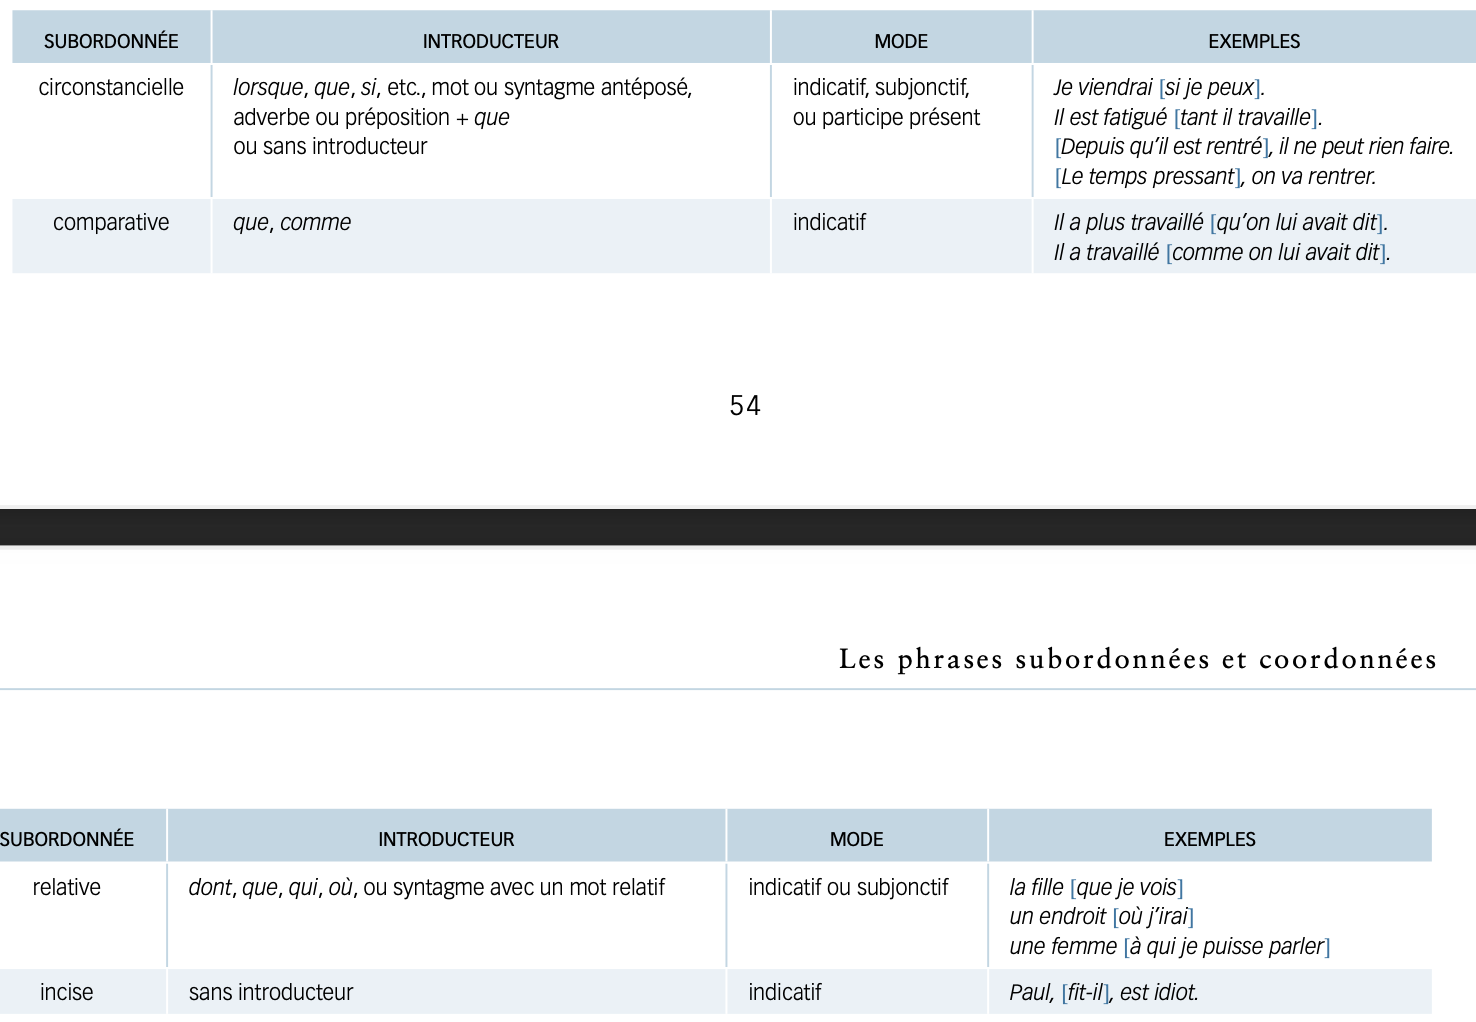 SUBORDONNÉE INTRODUCTEUR MODE EXEMPLES
circonstancielle lorsque, que, si, etc., mot ou syntagme antéposé, indicatif, subjonctif, Je viendrai [si je peux].
adverbe ou préposition + que ou participe présent Il est fatigué [tant il travaille].
ou sans introducteur [Depuis qu’il est rentré], il ne peut rien faire.
[Le temps pressant], on va rentrer.
comparative que, comme indicatif Il a plus travaillé [qu’on lui avait dit].
Il a travaillé [comme on lui avait dit].
54
Les phrases subordonnées et coordonnées
SUBORDONNÉE INTRODUCTEUR MODE EXEMPLES
relative dont, que, qui, où, ou syntagme avec un mot relatif indicatif ou subjonctif la fille [que je vois]
un endroit [où j’irai]
une femme [à qui je puisse parler]
incise sans introducteur indicatif Paul, [fit-il], est idiot.